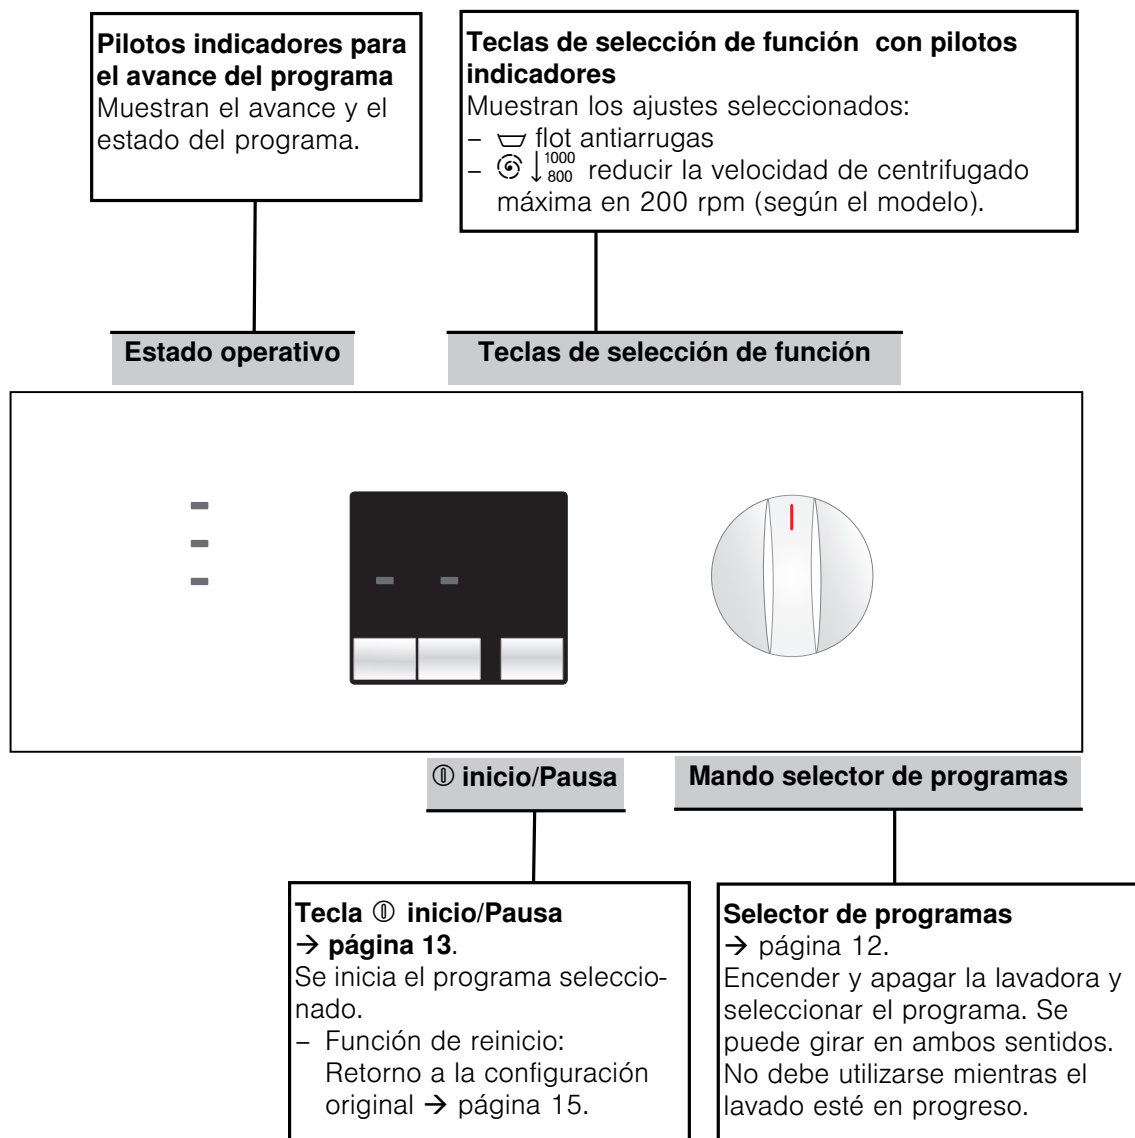 Pilotos indicadores para
el avance del programa
Muestran el avance y el
estado del programa.
Teclas de selección de función con pilotos
indicadores
Muestran los ajustes seleccionados:
– flot antiarrugas
– ↓ 1000
800 reducir la velocidad de centrifugado
máxima en 200 rpm (según el modelo).
Estado operativo
Teclas de selección de función
inicio/Pausa
Mando selector de programas
Tecla inicio/Pausa
→ página 13.
Se inicia el programa seleccio-
nado.
– Función de reinicio:
Retorno a la configuración
original → página 15.
Selector de programas
→ página 12.
Encender y apagar la lavadora y
seleccionar el programa. Se
puede girar en ambos sentidos.
No debe utilizarse mientras el
lavado esté en progreso.